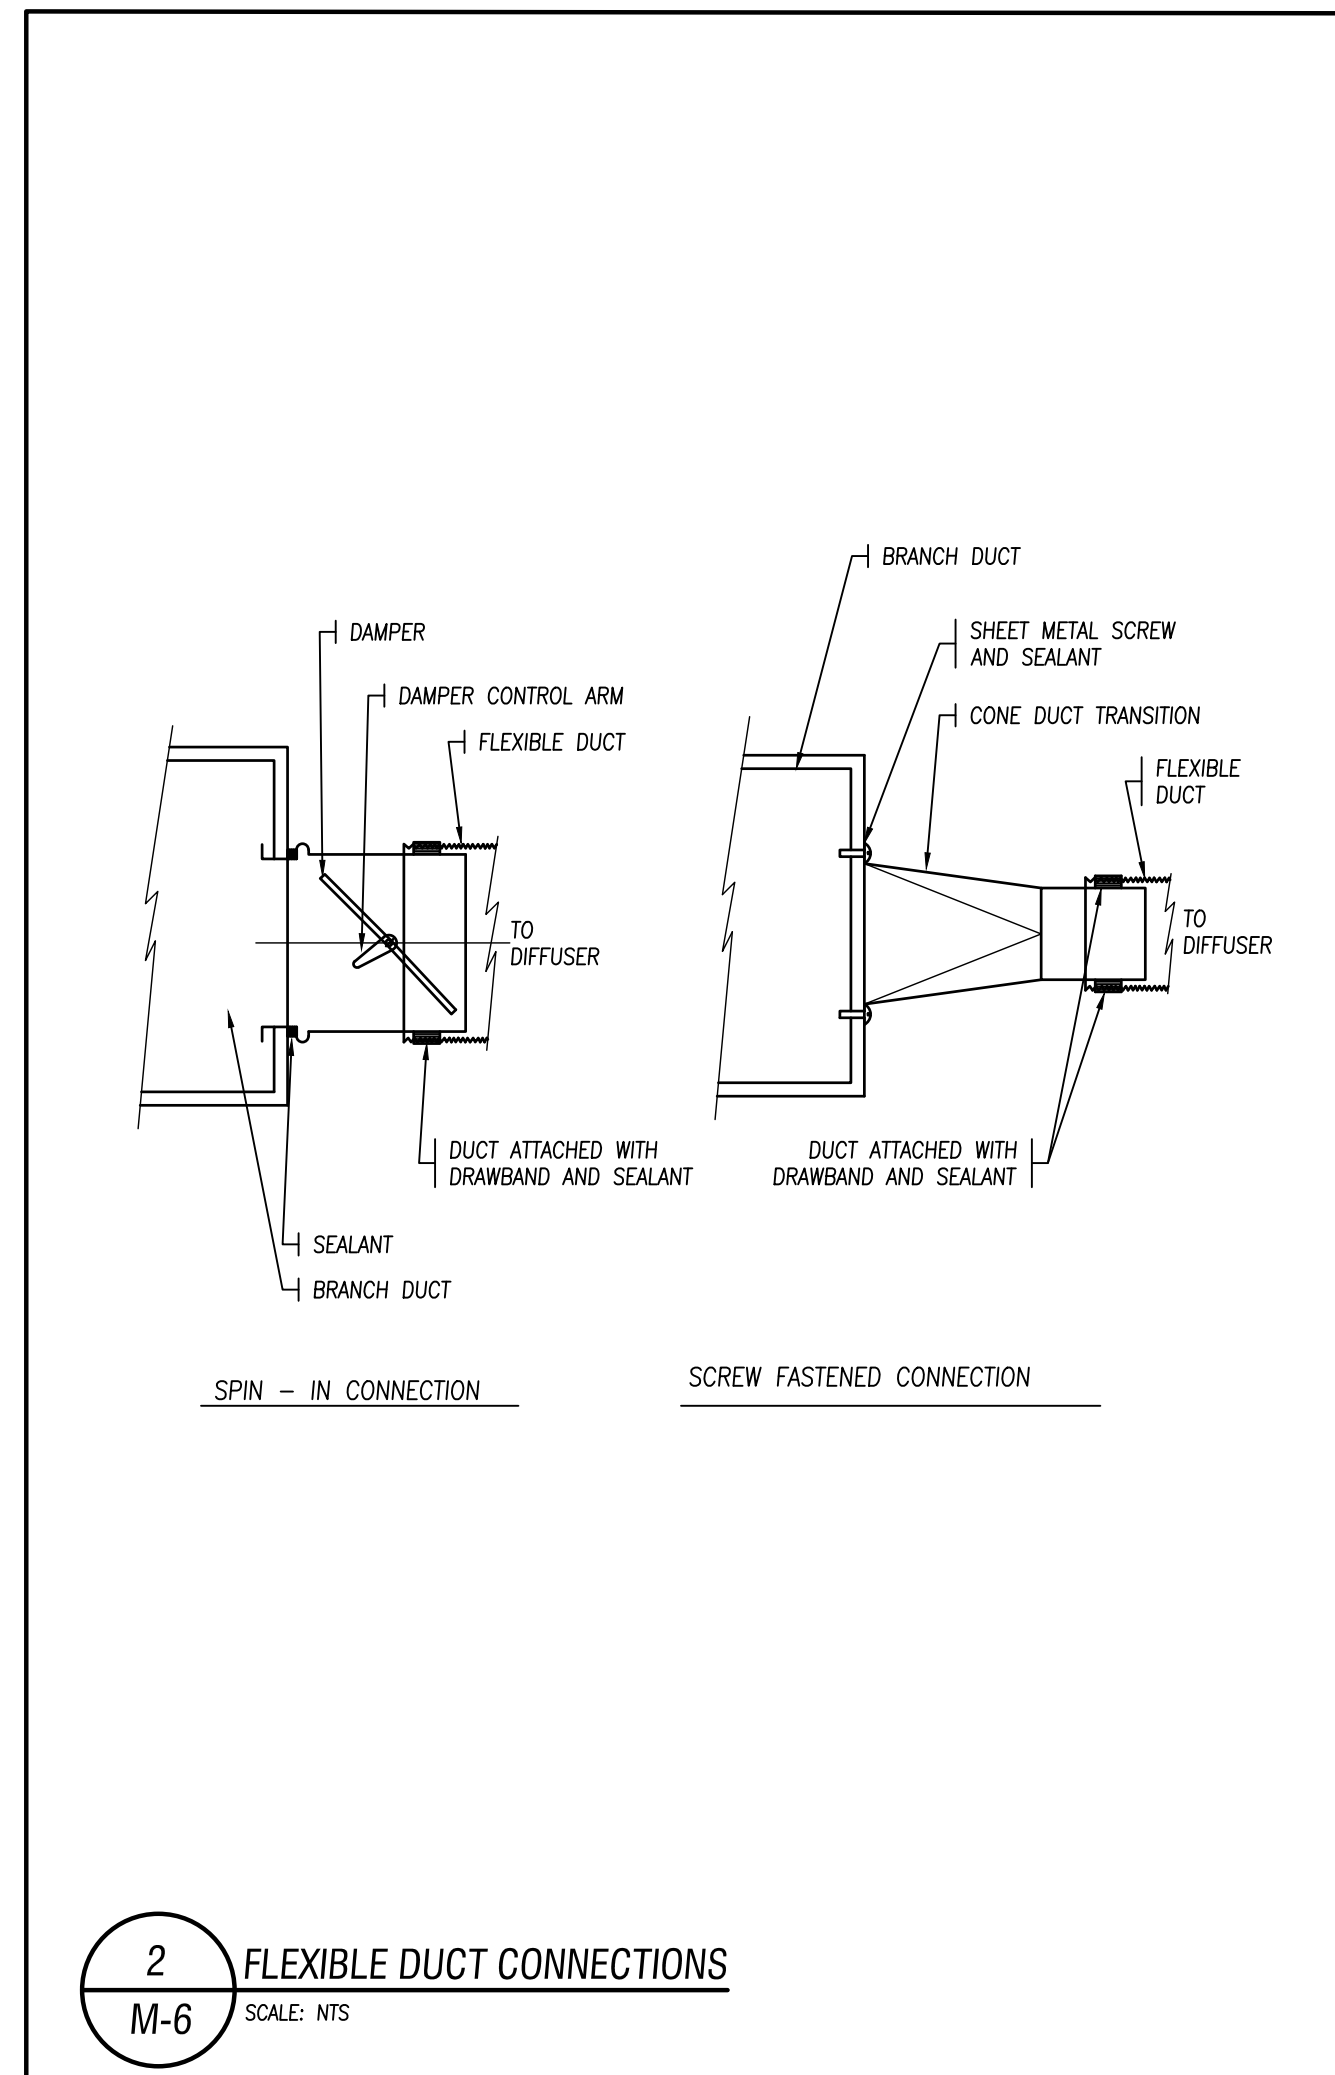 BRANCH DUCT
DAMPER
SHEET METAL SCREW
AND SEALANT
DAMPER CONTROL ARM
CONE DUCT TRANSITION
FLEXIBLE DUCT
FLEXIBLE
DUCT
TO
DIFFUSER
TO
DIFFUSER
DUCT ATTACHED WITH
DRAWBAND AND SEALANT
DUCT ATTACHED WITH
DRAWBAND AND SEALANT
SEALANT
BRANCH DUCT
SPIN - IN CONNECTION
SCREW FASTENED CONNECTION
2
M-6
FLEXIBLE DUCT CONNECTIONS
SCALE: NTS